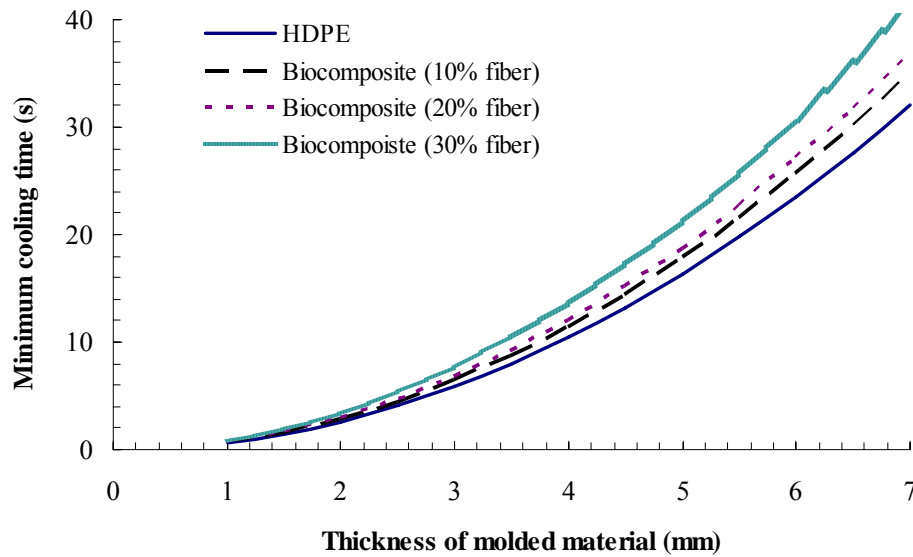 40
30
20
10
0
Minimum cooling time (s)
HDPE
Biocomposite (10% fiber)
Biocomposite (20% fiber)
Biocompoiste (30% fiber)
0 1 2 3 4 5 6 7
Thickness of molded material (mm)